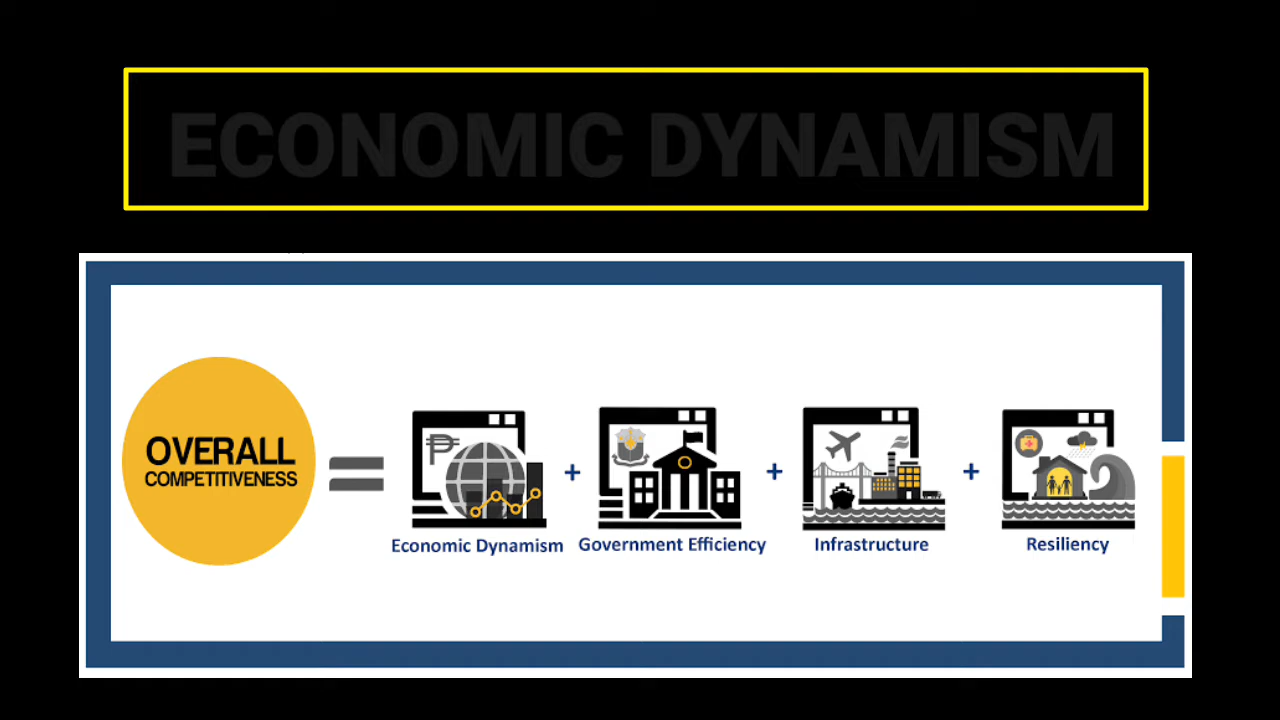 ECONOMIC DYNAMISM
OVERALL
COMPETITIVENESS
Economic Dynamism + Government Efficiency + Infrastructure + Resiliency